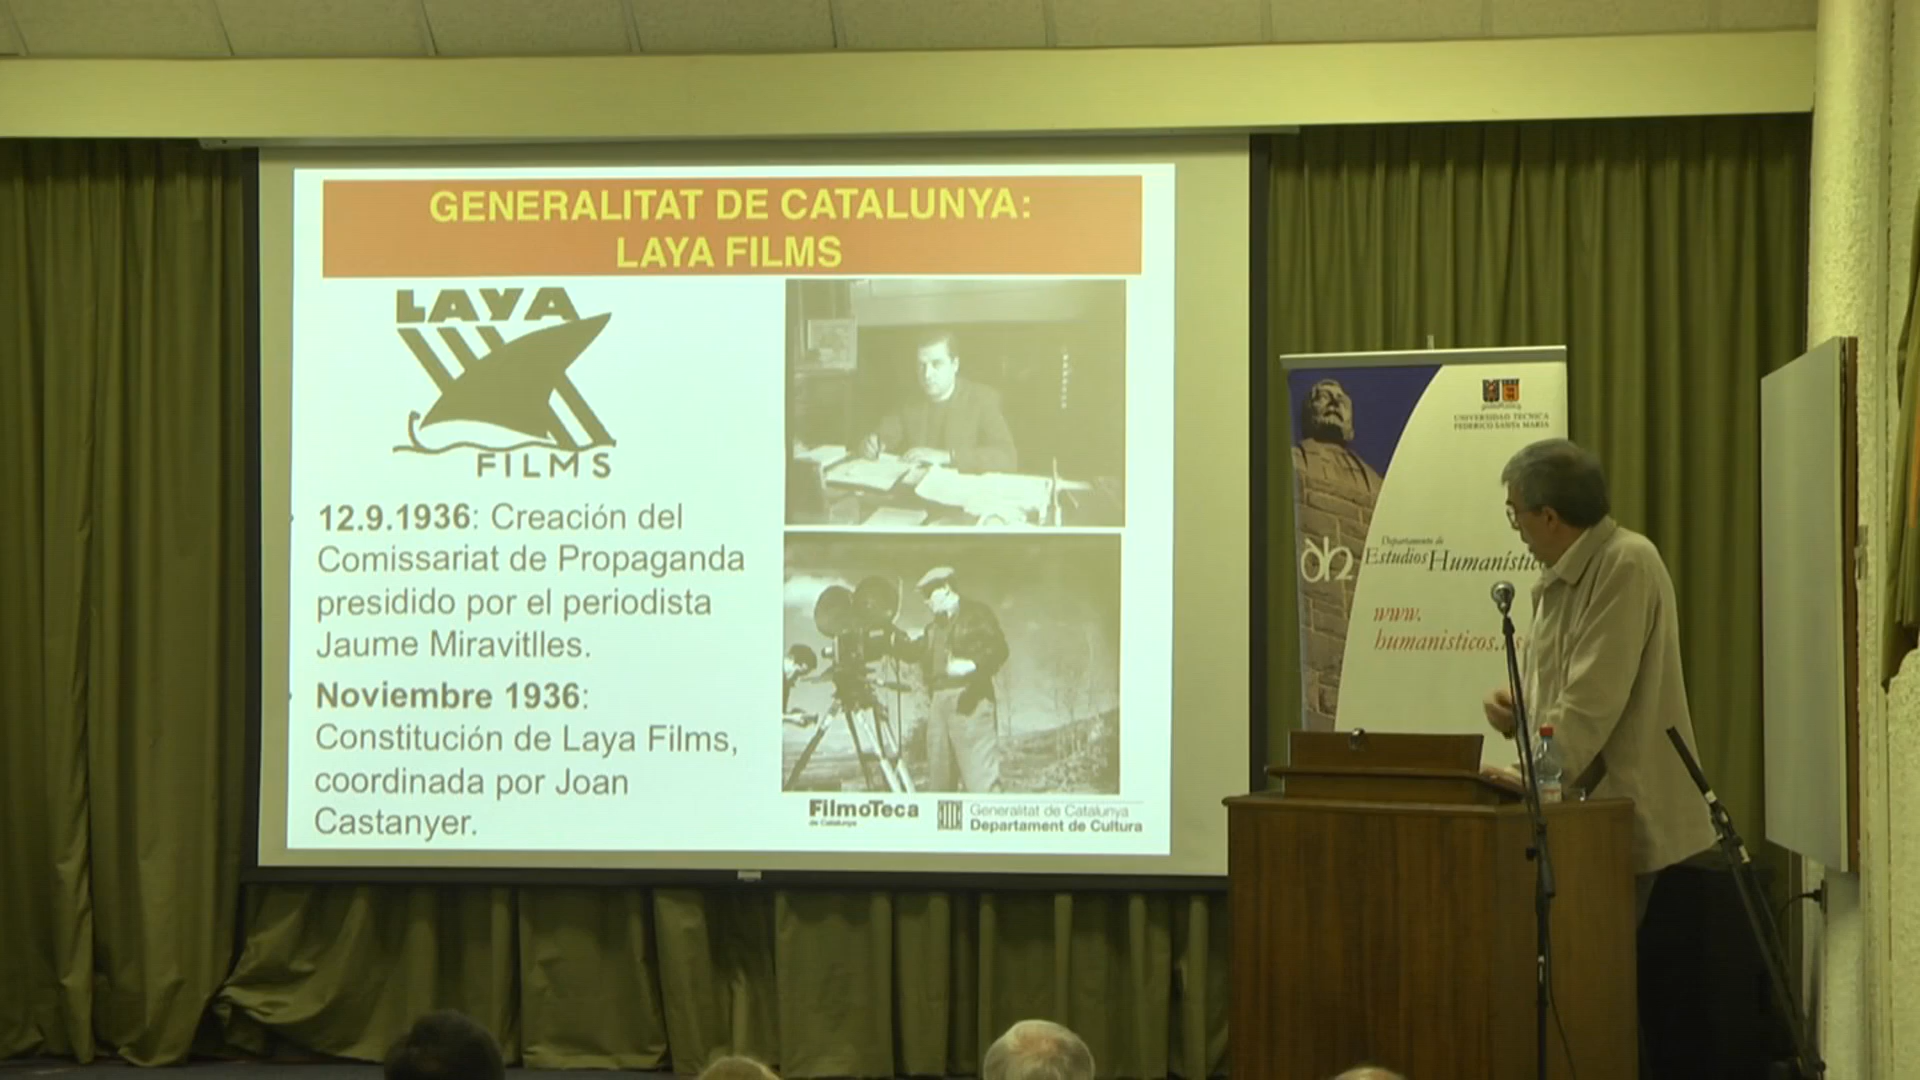 GENERALITAT DE CATALUNYA:
LAYA FILMS
LAYA
FILMS
12.9.1936: Creación del
Comissariat de Propaganda
presidido por el periodista
Jaume Miravitlles.
Noviembre 1936:
Constitución de Laya Films,
coordinada por Joan
Castanyer.
FilmoTeca
de Catalunya
Generalitat de Catalunya
Departament de Cultura
UNIVERSIDAD TECNICA
FEDERICO SANTA MARIA
Departamento de
Estudios Humanístic
www.
humanisticos.